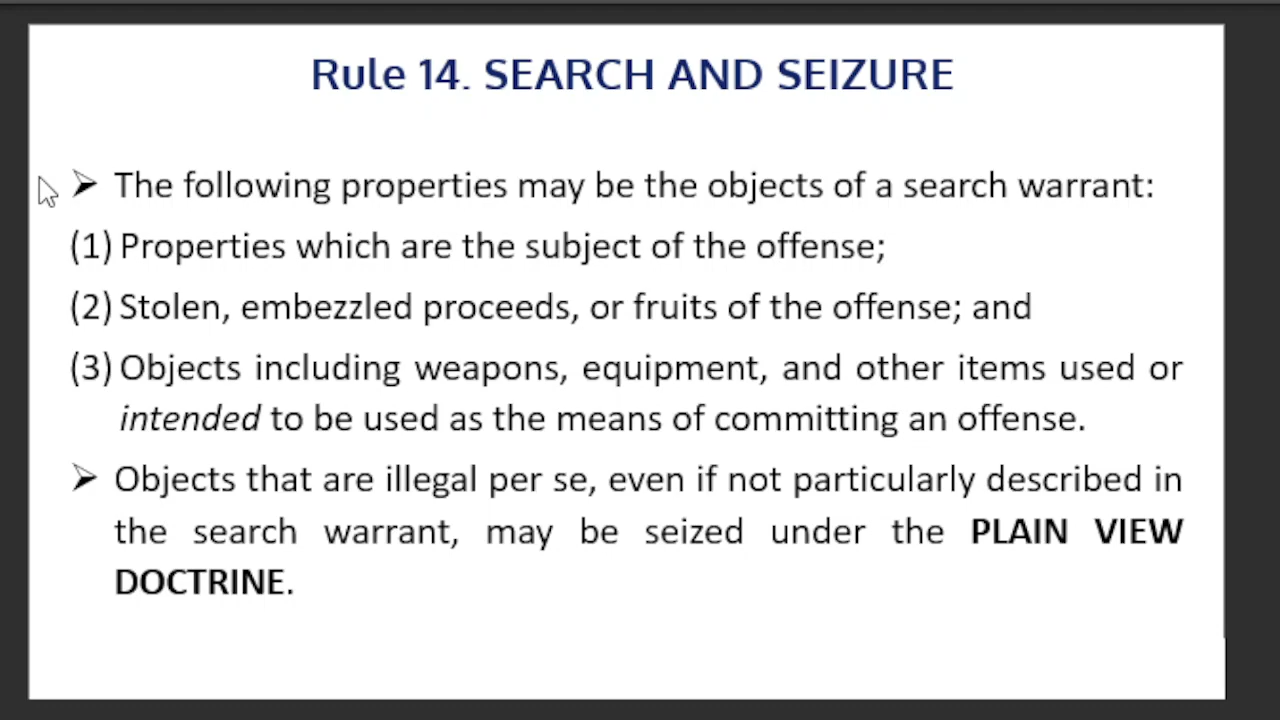 Rule 14. SEARCH AND SEIZURE
➢ The following properties may be the objects of a search warrant:
(1) Properties which are the subject of the offense;
(2) Stolen, embezzled proceeds, or fruits of the offense; and
(3) Objects including weapons, equipment, and other items used or
intended to be used as the means of committing an offense.
➢ Objects that are illegal per se, even if not particularly described in
the search warrant, may be seized under the PLAIN VIEW
DOCTRINE.